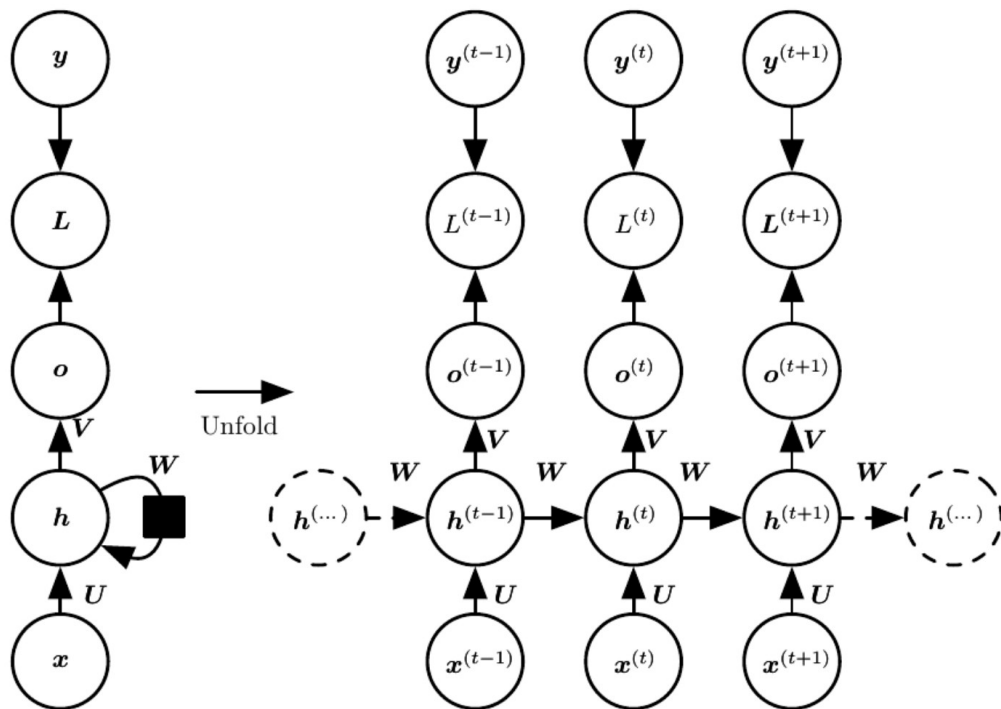 y y^(t−1) y^(t) y^(t+1)
L L^(t−1) L^(t) L^(t+1)
o o^(t−1) o^(t) o^(t+1)
Unfold
V V V V
W W W W W
h h^(...) h^(t−1) h^(t) h^(t+1) h^(...)
U U U U
x x^(t−1) x^(t) x^(t+1)